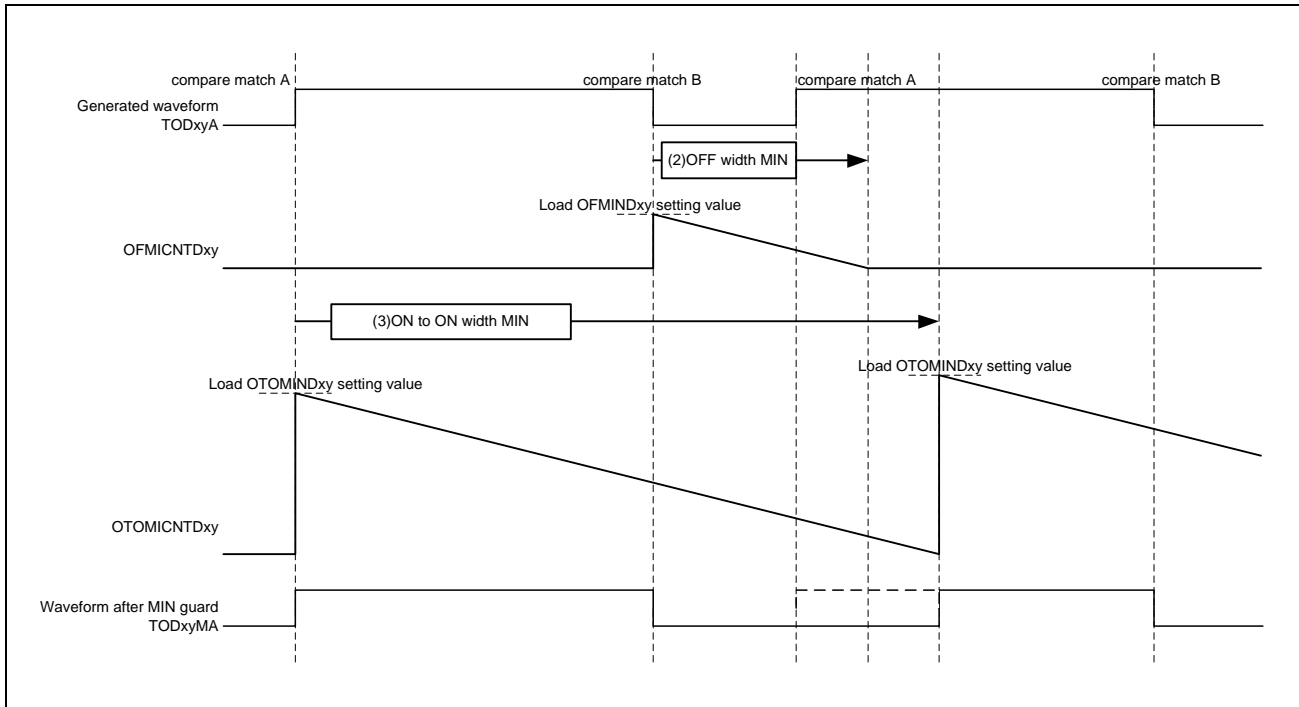 compare match A
compare match B
compare match A
compare match B
Generated waveform
TODxyA
(2)OFF width MIN
Load OFMINDxy setting value
OFMICNTDxy
(3)ON to ON width MIN
Load OTOMINDxy setting value
Load OTOMINDxy setting value
OTOMICNTDxy
Waveform after MIN guard
TODxyMA